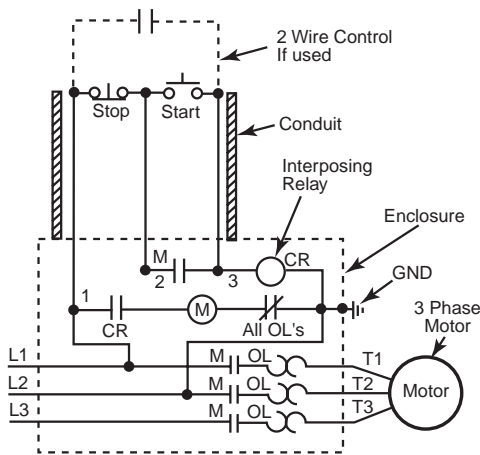 2 Wire Control
If used
Stop
Start
Conduit
Interposing
Relay
Enclosure
M
2
3
CR
GND
1
CR
M
All OL's
3 Phase
Motor
L1
M
OL
T1
L2
M
OL
T2
Motor
L3
M
OL
T3